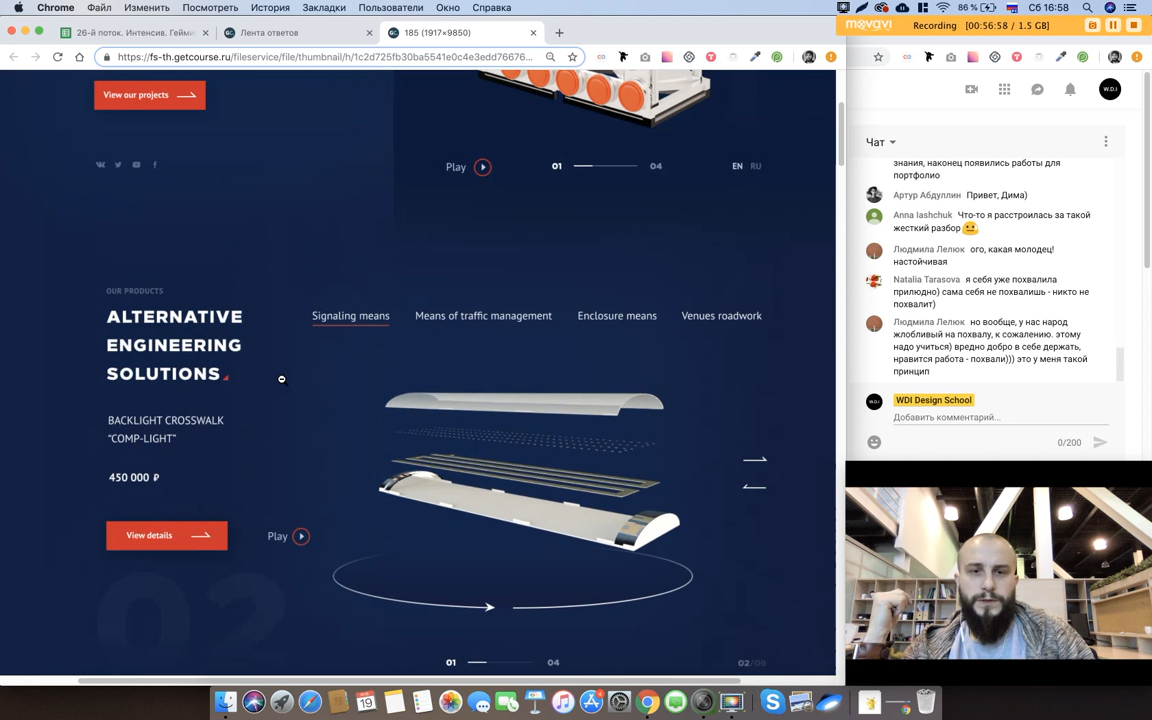 Chrome Файл Изменить Посмотреть История Закладки Пользователи Окно Справка
86 % Сб 16:58
movavi Recording [00:56:58 / 1.5 GB]
26-й поток. Интенсив. Гейми
Лента ответов
185 (1917×9850)
https://fs-th.getcourse.ru/fileservice/file/thumbnail/h/1c2d725fb30ba5541e0c4e3edd76676...
View our projects
Play
01 04
EN RU
OUR PRODUCTS
ALTERNATIVE
ENGINEERING
SOLUTIONS
Signaling means
Means of traffic management
Enclosure means
Venues roadwork
BACKLIGHT CROSSWALK
“COMP-LIGHT”
450 000 ₽
View details
Play
02
01 04
02/09
W.D.I
Чат
знания, наконец появились работы для
портфолио
Артур Абдуллин Привет, Дима)
Anna Iashchuk Что-то я расстроилась за такой
жесткий разбор
Людмила Лелюк ого, какая молодец!
настойчивая
Natalia Tarasova я себя уже похвалила
прилюдно) сама себя не похвалишь - никто не
похвалит)
Людмила Лелюк но вообще, у нас народ
жлобливый на похвалу, к сожалению. этому
надо учиться) вредно добро в себе держать,
нравится работа - похвали))) это у меня такой
принцип
WDI Design School
Добавить комментарий...
0/200
19